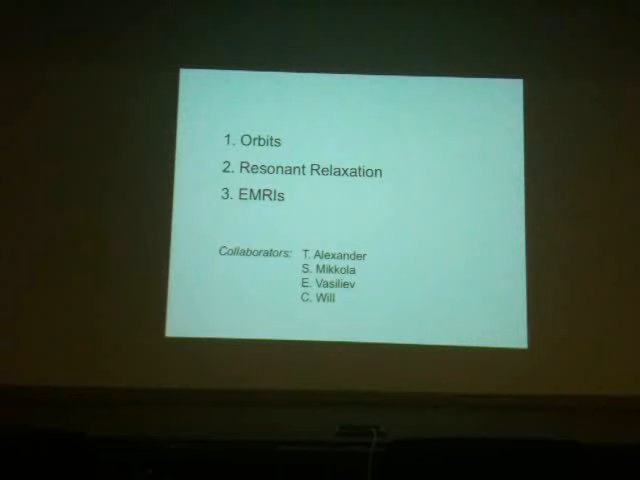 1. Orbits
2. Resonant Relaxation
3. EMRIs
Collaborators: T. Alexander
S. Mikkola
E. Vasiliev
C. Will